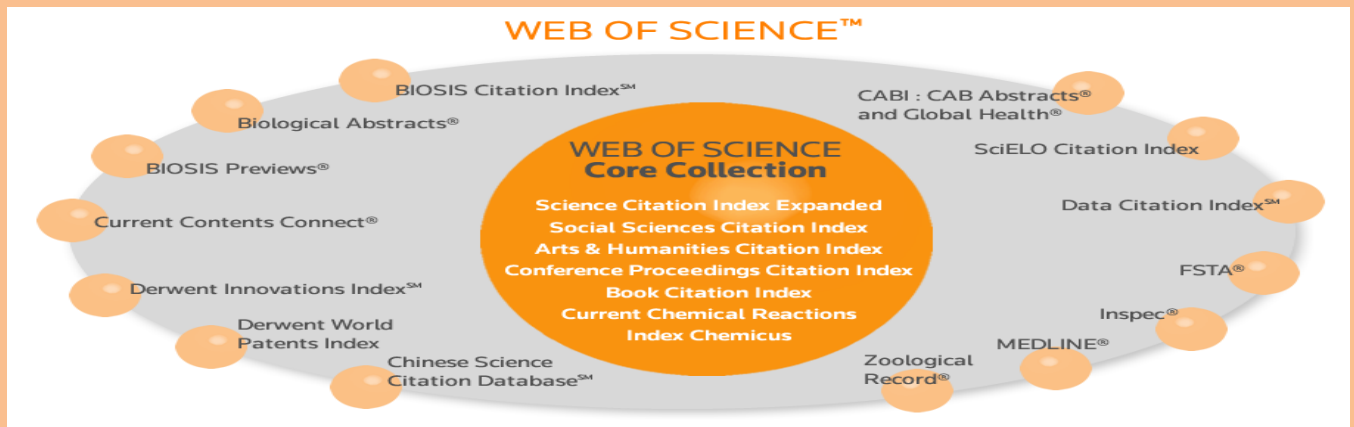 WEB OF SCIENCE™
BIOSIS Citation Index℠
Biological Abstracts®
BIOSIS Previews®
Current Contents Connect®
Derwent Innovations Index℠
Derwent World
Patents Index
Chinese Science
Citation Database℠
WEB OF SCIENCE
Core Collection
Science Citation Index Expanded
Social Sciences Citation Index
Arts & Humanities Citation Index
Conference Proceedings Citation Index
Book Citation Index
Current Chemical Reactions
Index Chemicus
CABI : CAB Abstracts®
and Global Health®
SciELO Citation Index
Data Citation Index℠
FSTA®
Inspec®
MEDLINE®
Zoological
Record®